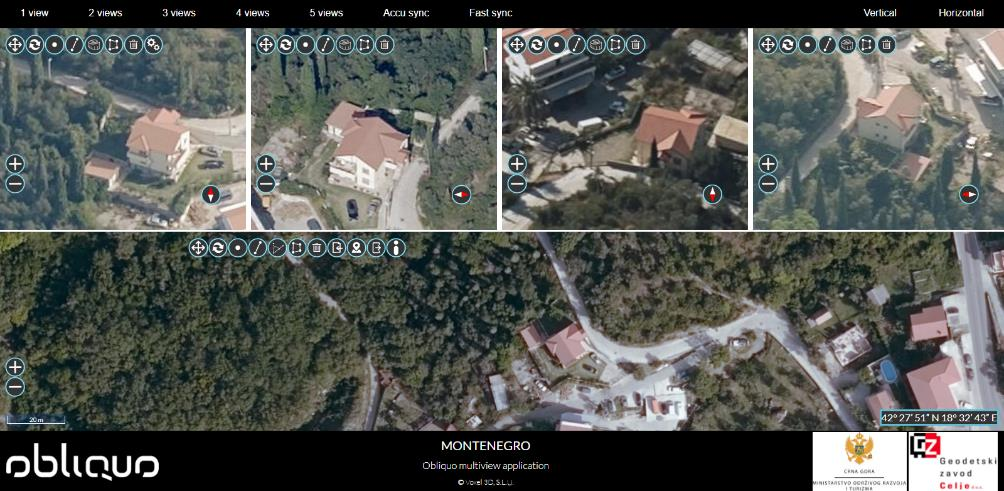 1 view 2 views 3 views 4 views 5 views Accu sync Fast sync Vertical Horizontal
20 m
42° 27' 51" N 18° 32' 43" E
obliquo
MONTENEGRO
Obliquo multiview application
© Voxel 3D, S.L.U.
CRNA GORA
MINISTARSTVO ODRŽIVOG RAZVOJA
I TURIZMA
GZ
Geodetski
zavod
Celje d.o.o.